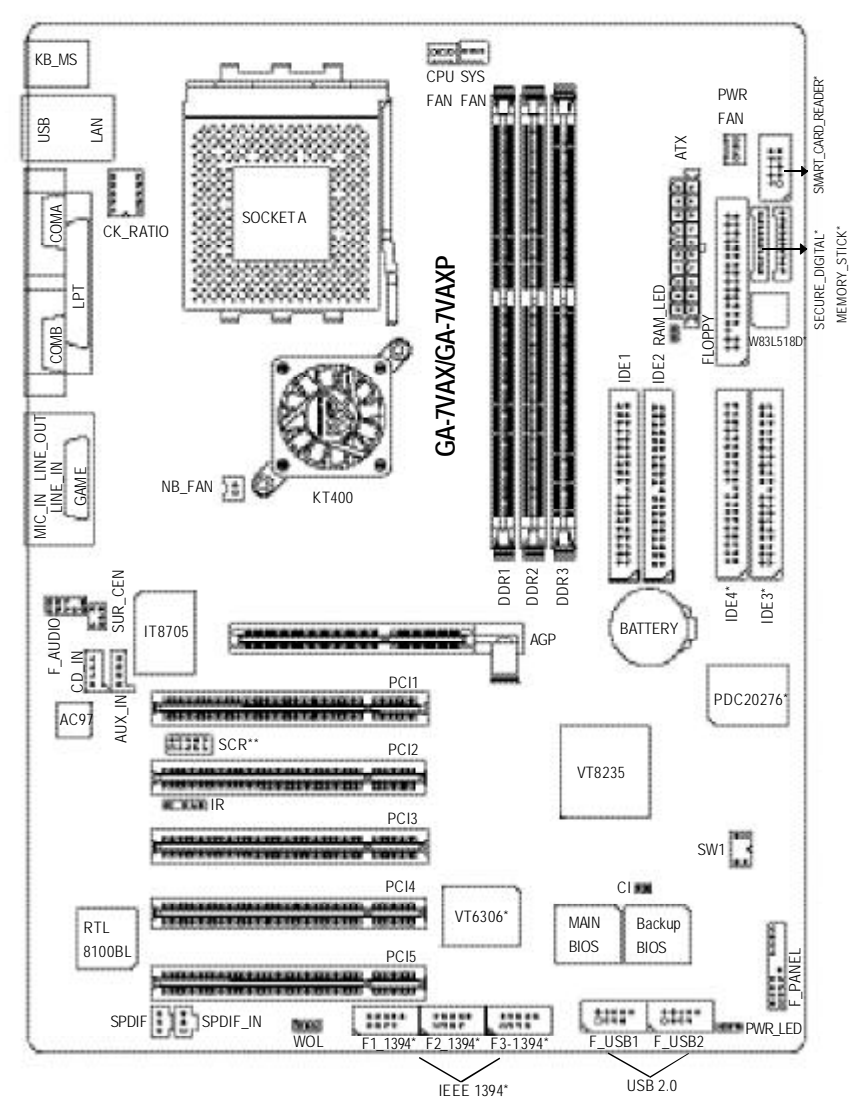 KB_MS
CPU SYS
FAN FAN
PWR
FAN
SMART_CARD_READER*
USB
LAN
ATX
CK_RATIO
SOCKET A
COMA
LPT
COMB
SECURE_DIGITAL*
MEMORY_STICK*
GA-7VAX/GA-7VAXP
RAM_LED
FLOPPY
W83L518D*
IDE1
IDE2
MIC_IN
LINE_OUT
LINE_IN
GAME
NB_FAN
KT400
DDR1
DDR2
DDR3
IDE4*
IDE3*
F_AUDIO
SUR_CEN
IT8705
AGP
BATTERY
CD_IN
AUX_IN
AC97
PCI1
PDC20276*
SCR**
PCI2
VT8235
IR
PCI3
SW1
PCI4
CI
VT6306*
RTL
8100BL
MAIN
BIOS
Backup
BIOS
PCI5
F_PANEL
SPDIF
SPDIF_IN
WOL
F1_1394*
F2_1394*
F3-1394*
F_USB1
F_USB2
PWR_LED
IEEE 1394*
USB 2.0